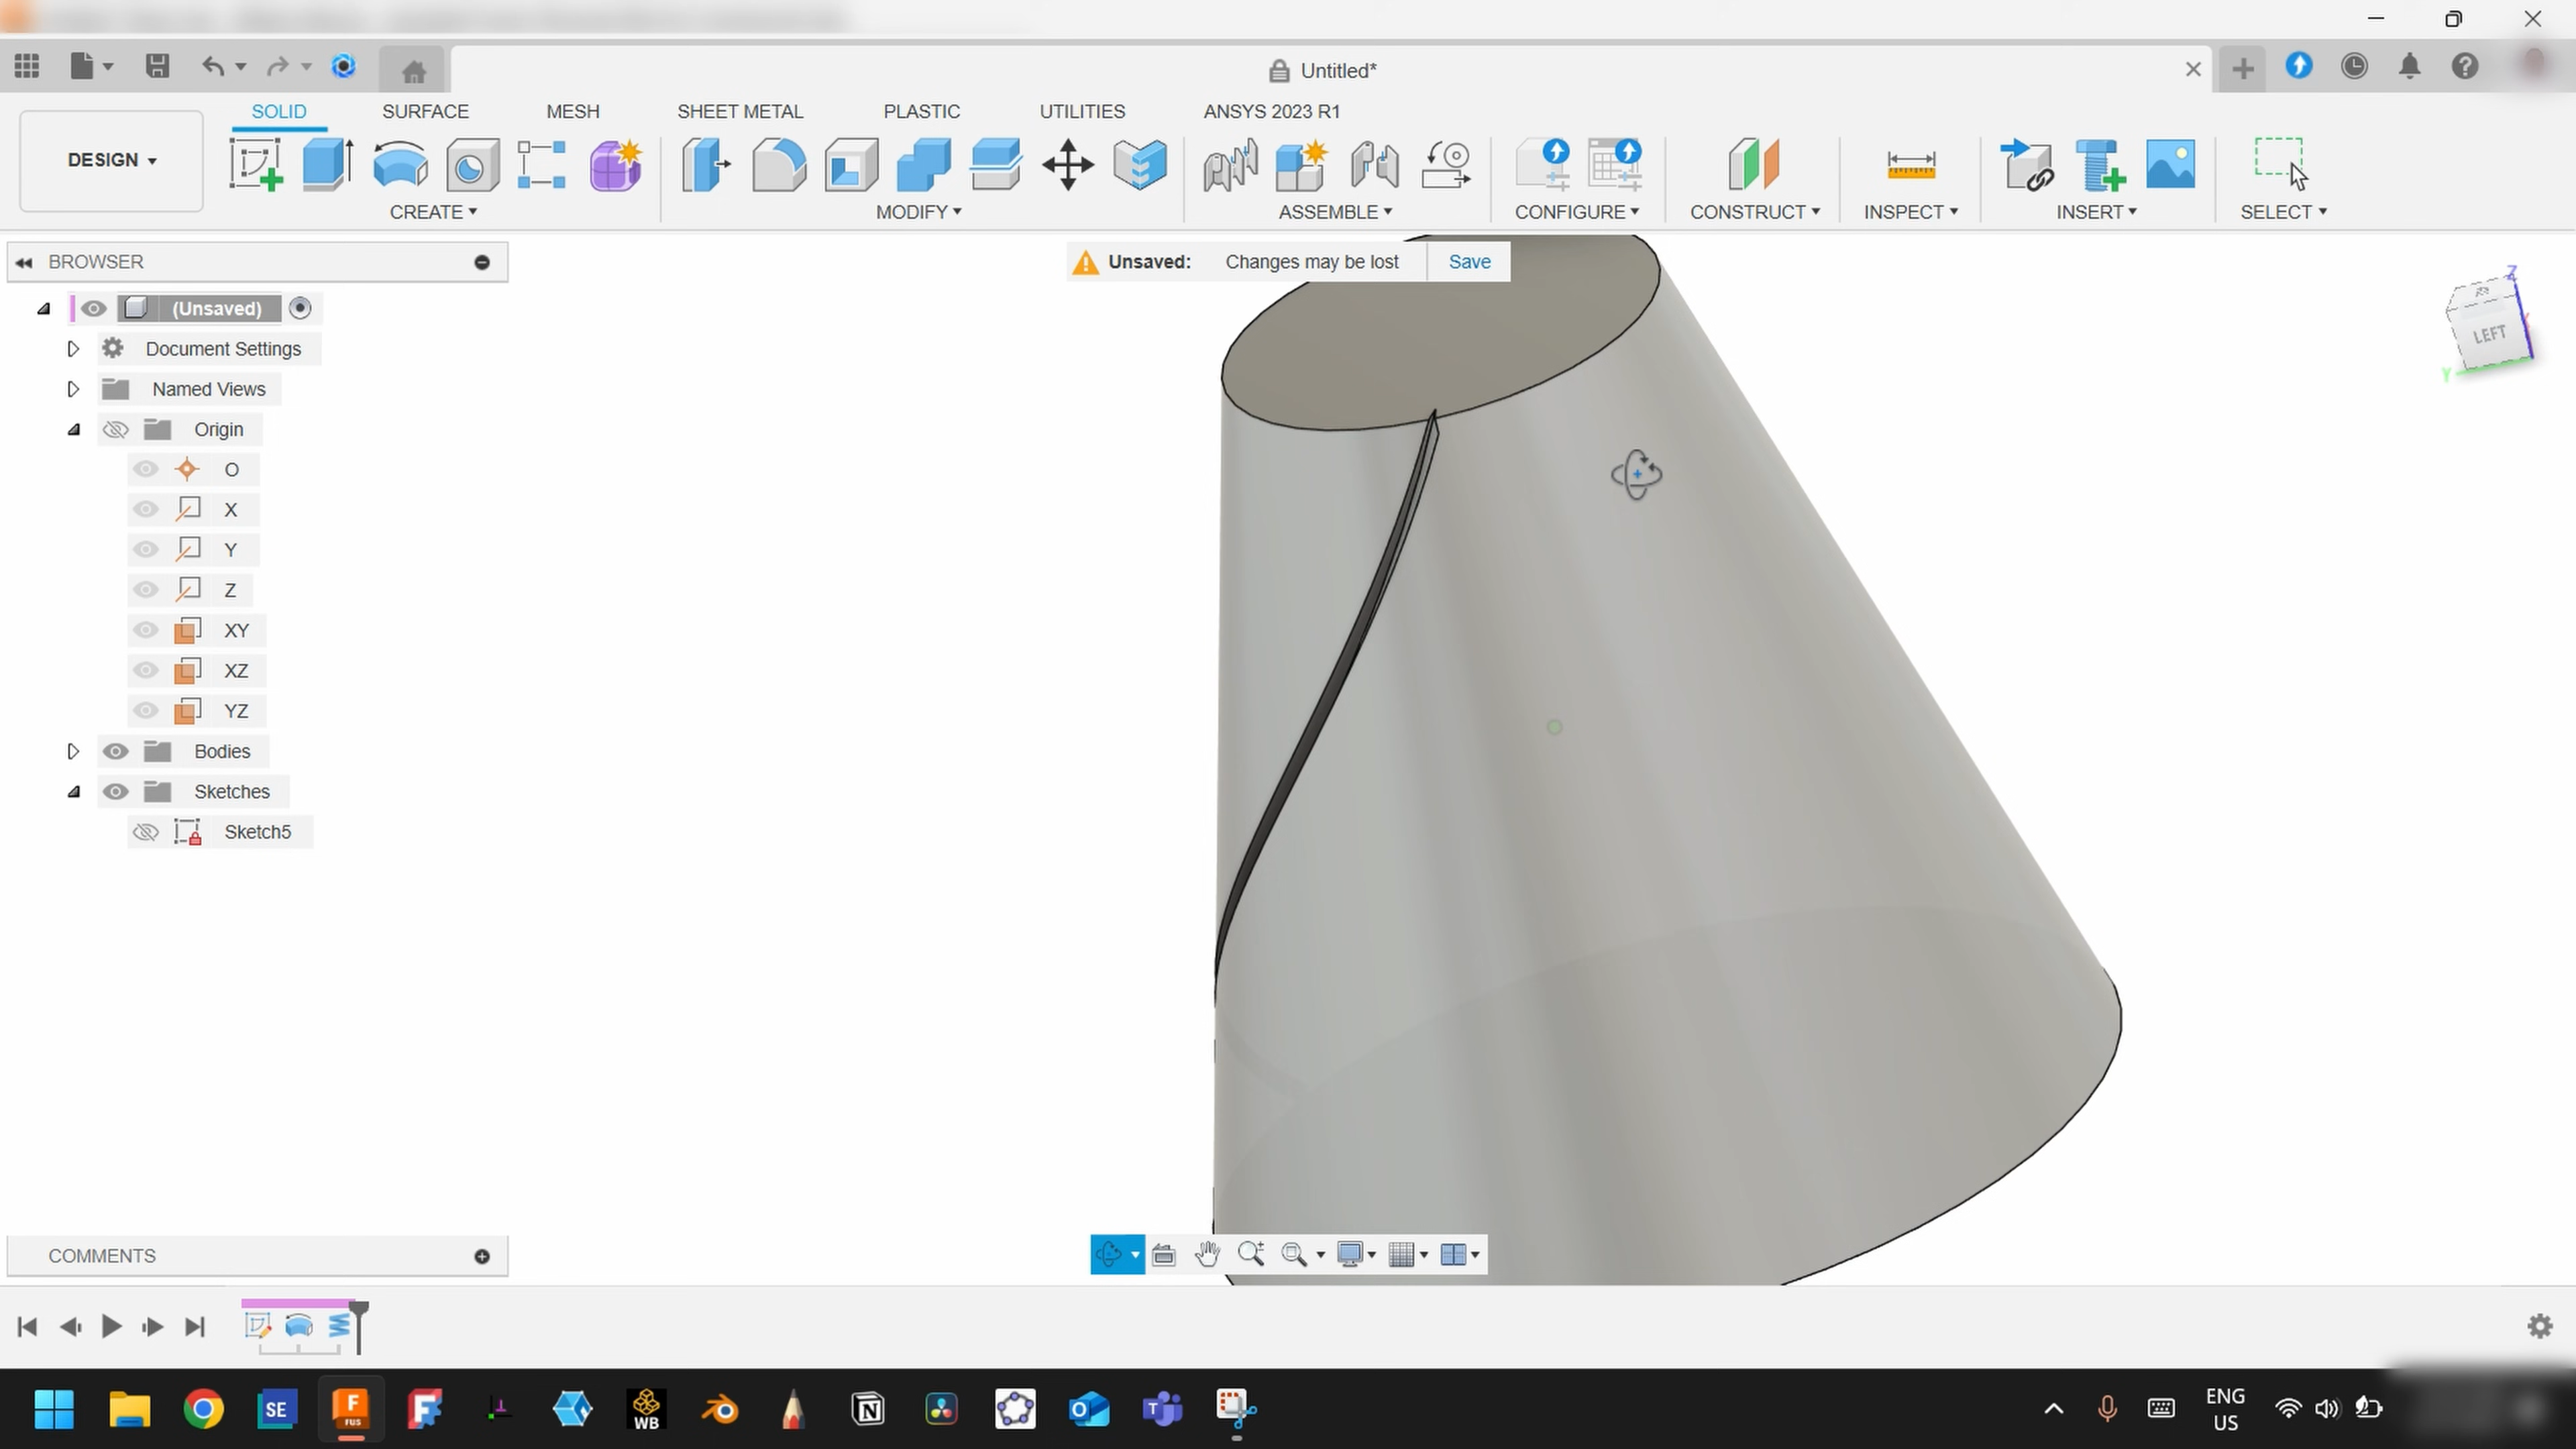 Untitled*
SOLID SURFACE MESH SHEET METAL PLASTIC UTILITIES ANSYS 2023 R1
DESIGN
CREATE MODIFY ASSEMBLE CONFIGURE CONSTRUCT INSPECT INSERT SELECT
BROWSER
Unsaved: Changes may be lost Save
(Unsaved)
Document Settings
Named Views
Origin
O
X
Y
Z
XY
XZ
YZ
Bodies
Sketches
Sketch5
Z
LEFT
Y
COMMENTS
SE
F
FUS
WB
N
O
T
ENG
US